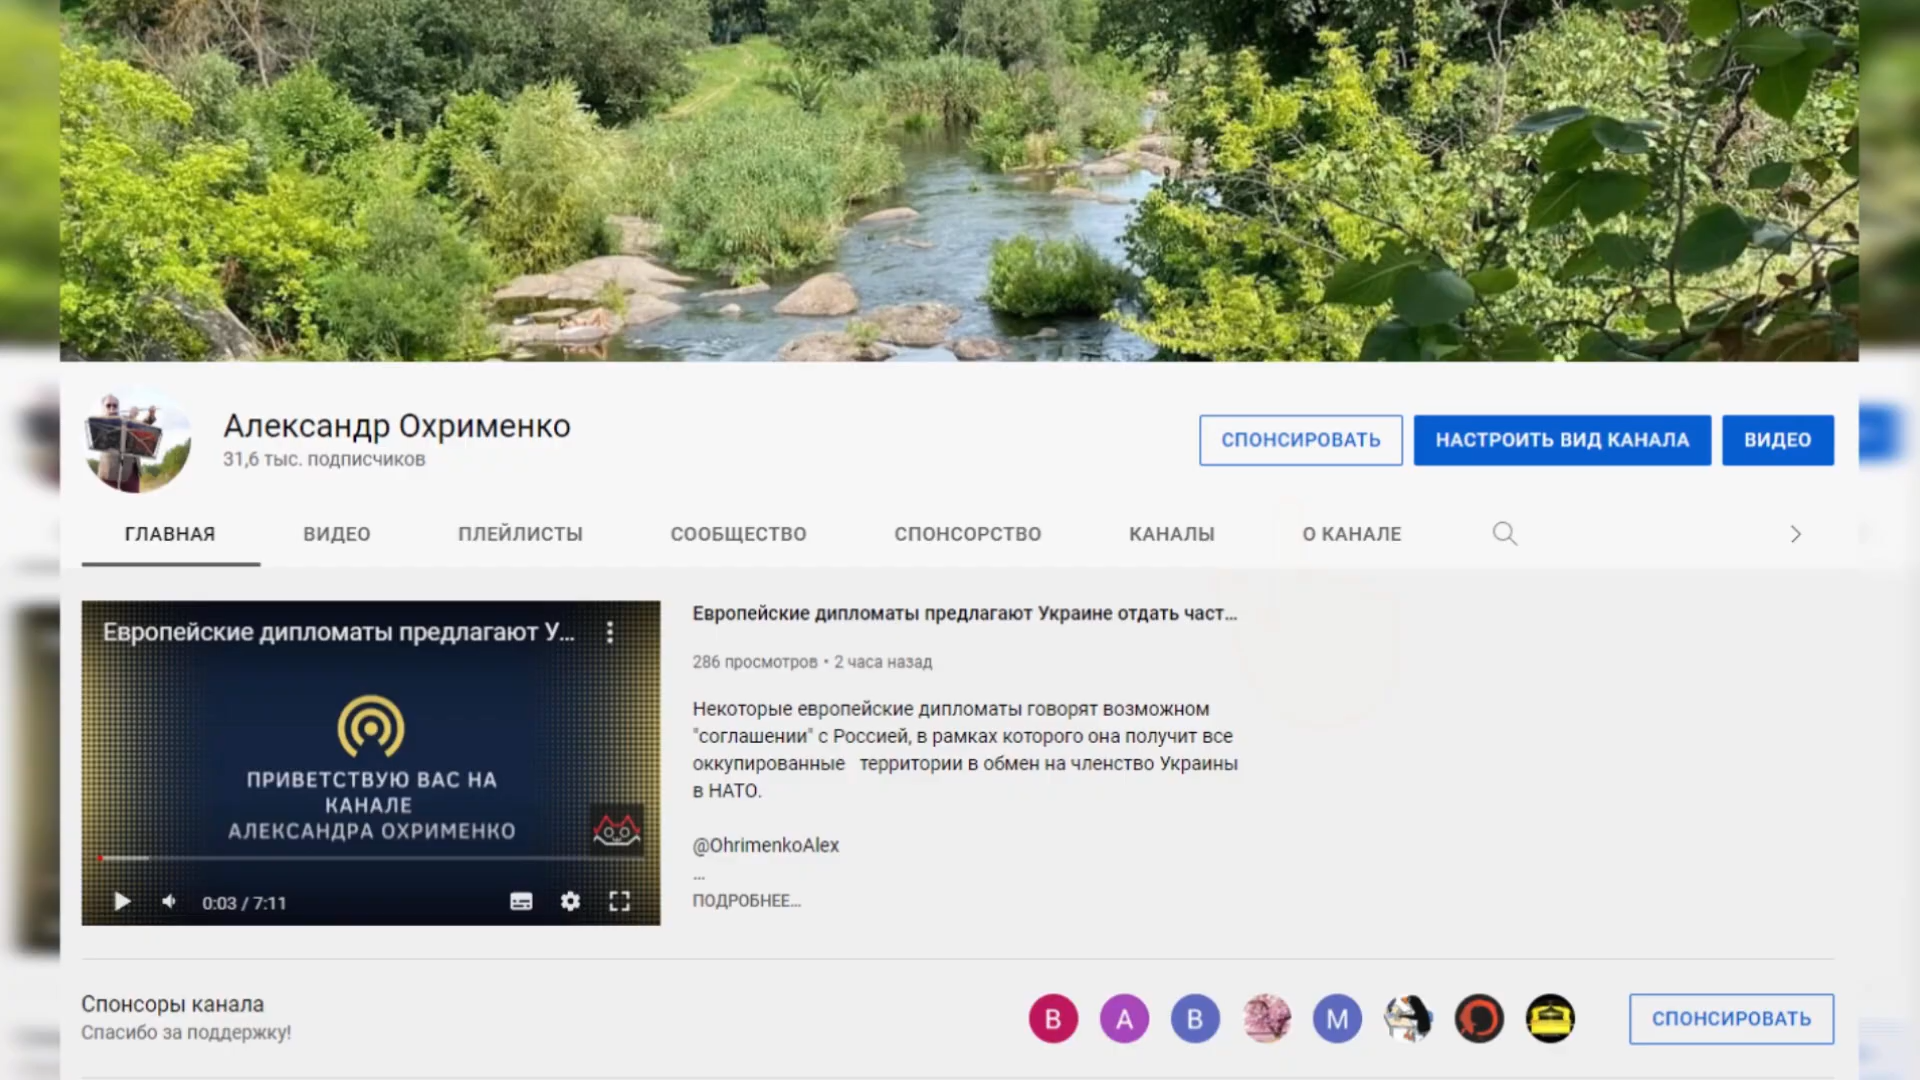 Александр Охрименко
31,6 тыс. подписчиков
СПОНСИРОВАТЬ
НАСТРОИТЬ ВИД КАНАЛА
ВИДЕО
ГЛАВНАЯ
ВИДЕО
ПЛЕЙЛИСТЫ
СООБЩЕСТВО
СПОНСОРСТВО
КАНАЛЫ
О КАНАЛЕ
Европейские дипломаты предлагают У...
ПРИВЕТСТВУЮ ВАС НА
КАНАЛЕ
АЛЕКСАНДРА ОХРИМЕНКО
0:03 / 7:11
Европейские дипломаты предлагают Украине отдать част...
286 просмотров • 2 часа назад
Некоторые европейские дипломаты говорят возможном
"соглашении" с Россией, в рамках которого она получит все
оккупированные территории в обмен на членство Украины
в НАТО.
@OhrimenkoAlex
...
ПОДРОБНЕЕ...
Спонсоры канала
Спасибо за поддержку!
В
А
В
М
СПОНСИРОВАТЬ